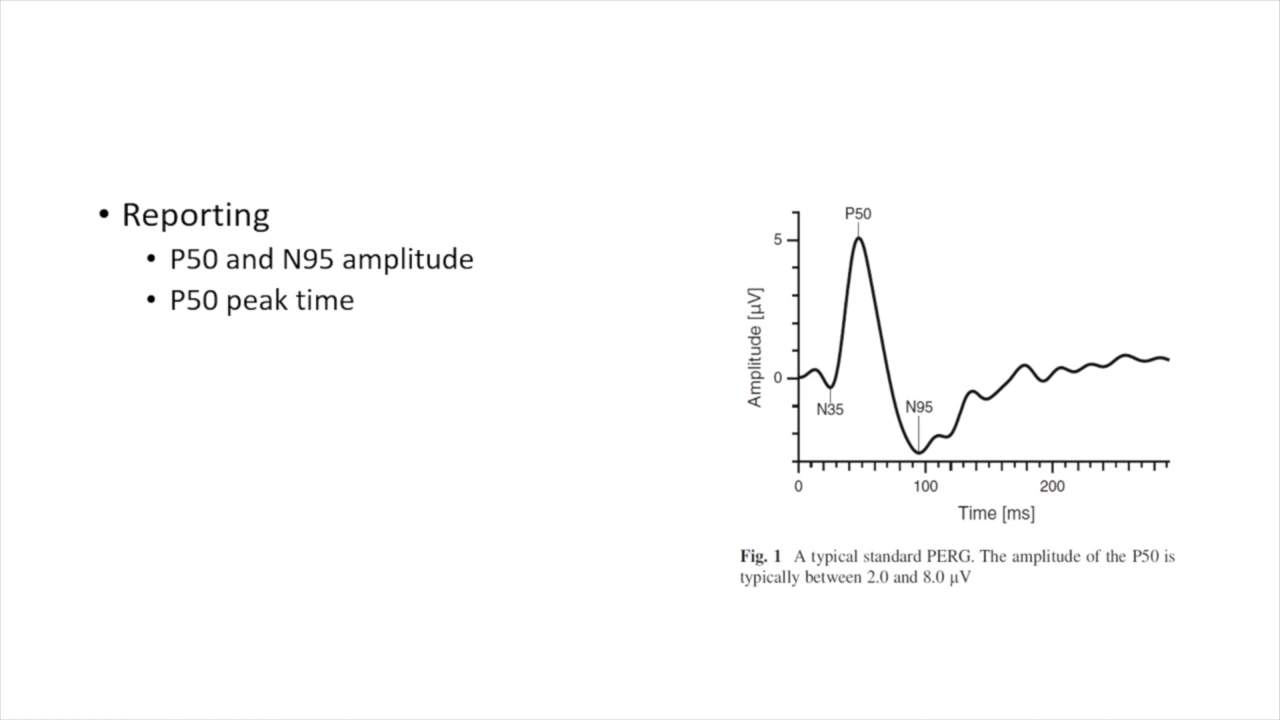 • Reporting
• P50 and N95 amplitude
• P50 peak time
P50
5
Amplitude [µV]
0
N35
N95
0
100
200
Time [ms]
Fig. 1 A typical standard PERG. The amplitude of the P50 is
typically between 2.0 and 8.0 µV